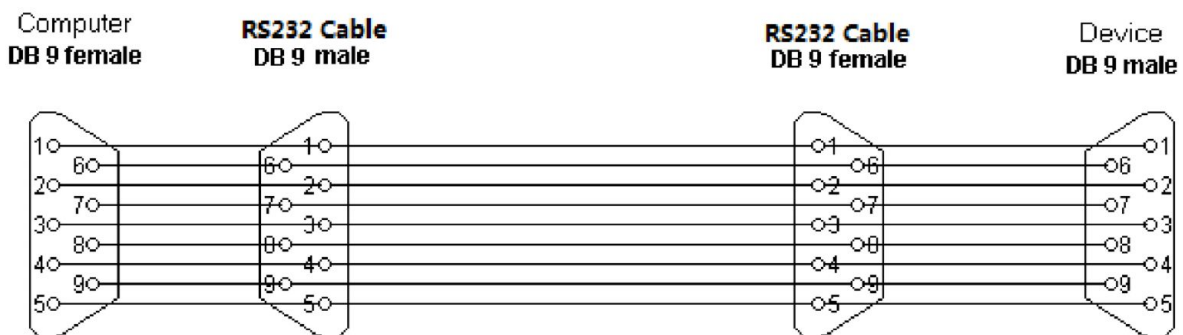 Computer
DB 9 female
RS232 Cable
DB 9 male
RS232 Cable
DB 9 female
Device
DB 9 male
1 1 1 1
6 6 6 6
2 2 2 2
7 7 7 7
3 3 3 3
8 8 8 8
4 4 4 4
9 9 9 9
5 5 5 5